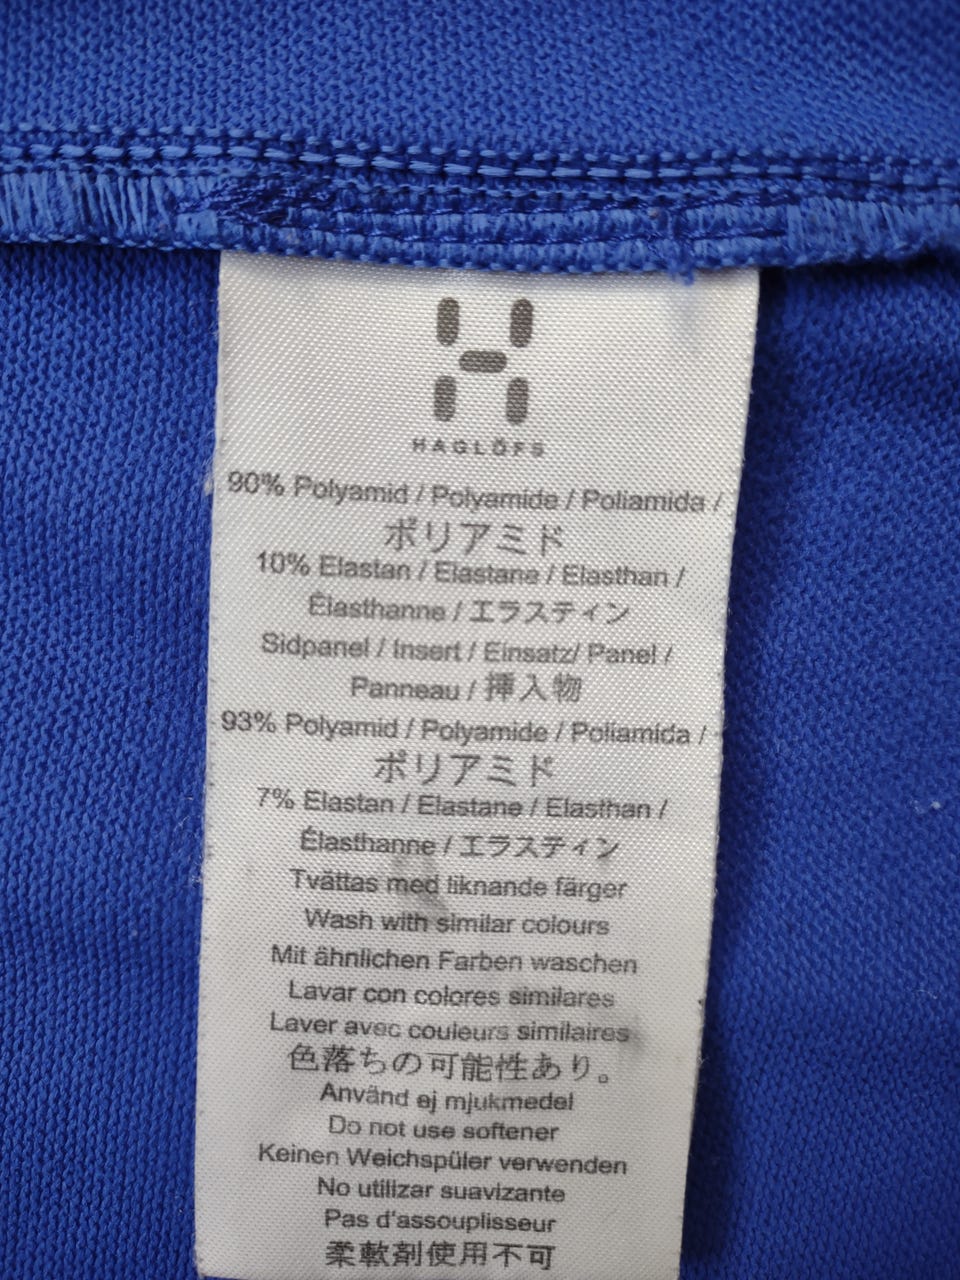 HAGLÖFS
90% Polyamid / Polyamide / Poliamida /
ポリアミド
10% Elastan / Elastane / Elasthan /
Élasthanne / エラスティン
Sidpanel / Insert / Einsatz/ Panel /
Panneau / 挿入物
93% Polyamid / Polyamide / Poliamida /
ポリアミド
7% Elastan / Elastane / Elasthan /
Élasthanne / エラスティン
Tvättas med liknande färger
Wash with similar colours
Mit ähnlichen Farben waschen
Lavar con colores similares
Laver avec couleurs similaires
色落ちの可能性あり。
Använd ej mjukmedel
Do not use softener
Keinen Weichspüler verwenden
No utilizar suavizante
Pas d'assouplisseur
柔軟剤使用不可